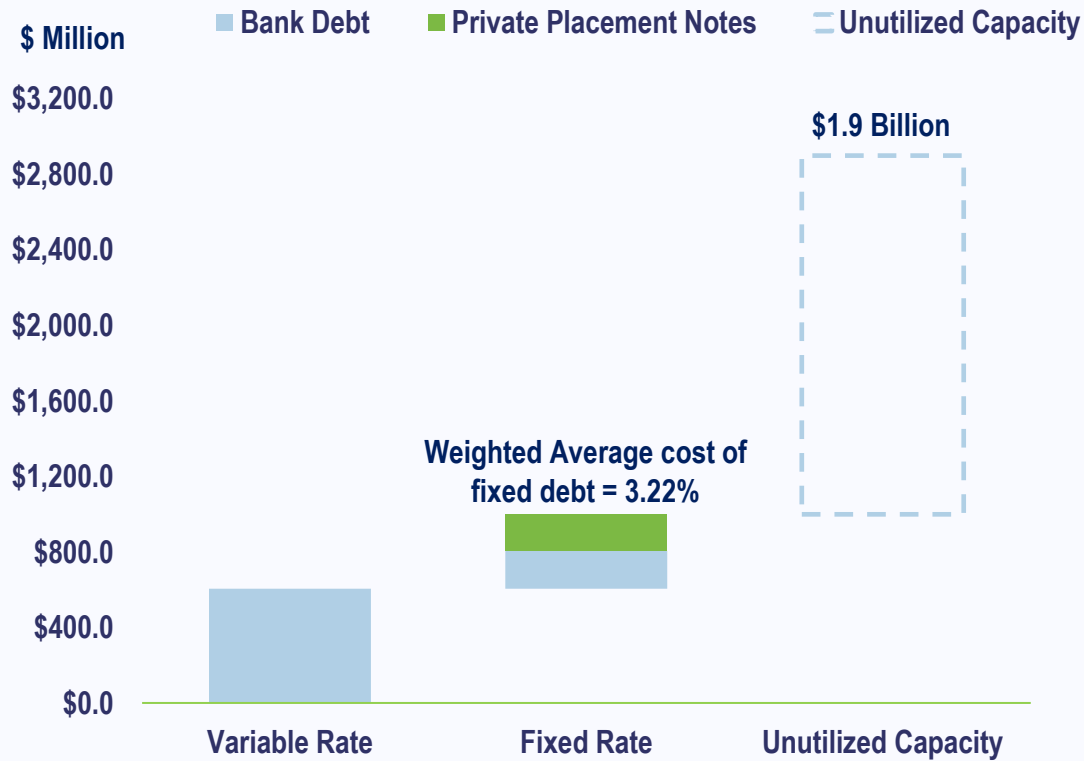 $ Million
Bank Debt
Private Placement Notes
Unutilized Capacity
$3,200.0
$2,800.0
$2,400.0
$2,000.0
$1,600.0
$1,200.0
$800.0
$400.0
$0.0
$1.9 Billion
Weighted Average cost of
fixed debt = 3.22%
Variable Rate
Fixed Rate
Unutilized Capacity